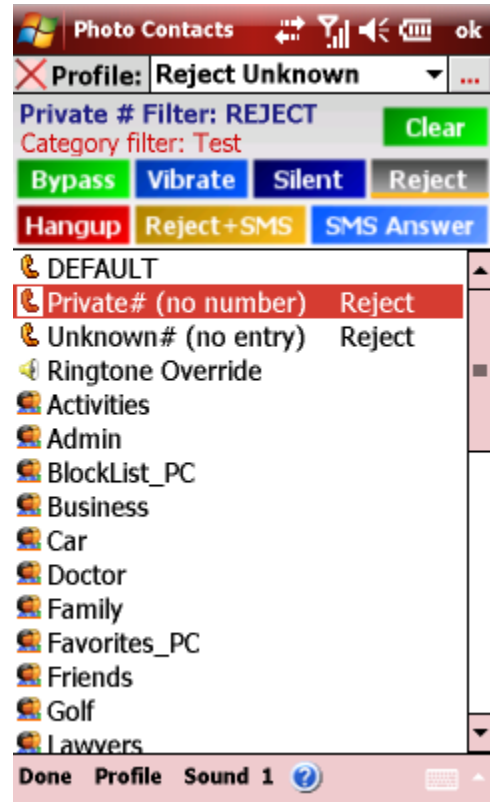 Photo Contacts ok
Profile: Reject Unknown ...
Private # Filter: REJECT
Clear
Category filter: Test
Bypass Vibrate Silent Reject
Hangup Reject+SMS SMS Answer
DEFAULT
Private# (no number) Reject
Unknown# (no entry) Reject
Ringtone Override
Activities
Admin
BlockList_PC
Business
Car
Doctor
Family
Favorites_PC
Friends
Golf
Lawyers
Done Profile Sound 1 ?